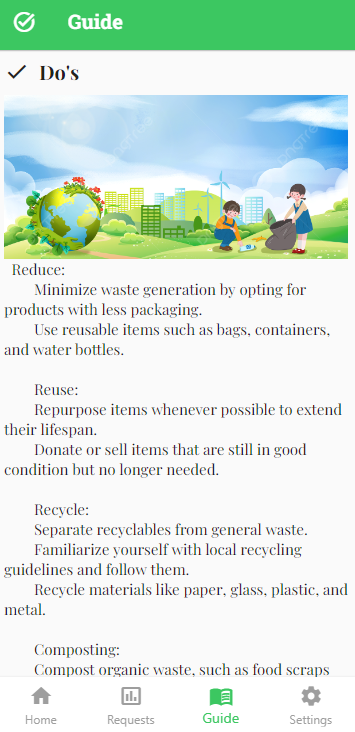 Guide
Do's
Reduce:
Minimize waste generation by opting for
products with less packaging.
Use reusable items such as bags, containers,
and water bottles.
Reuse:
Repurpose items whenever possible to extend
their lifespan.
Donate or sell items that are still in good
condition but no longer needed.
Recycle:
Separate recyclables from general waste.
Familiarize yourself with local recycling
guidelines and follow them.
Recycle materials like paper, glass, plastic, and
metal.
Composting:
Compost organic waste, such as food scraps
Home
Requests
Guide
Settings